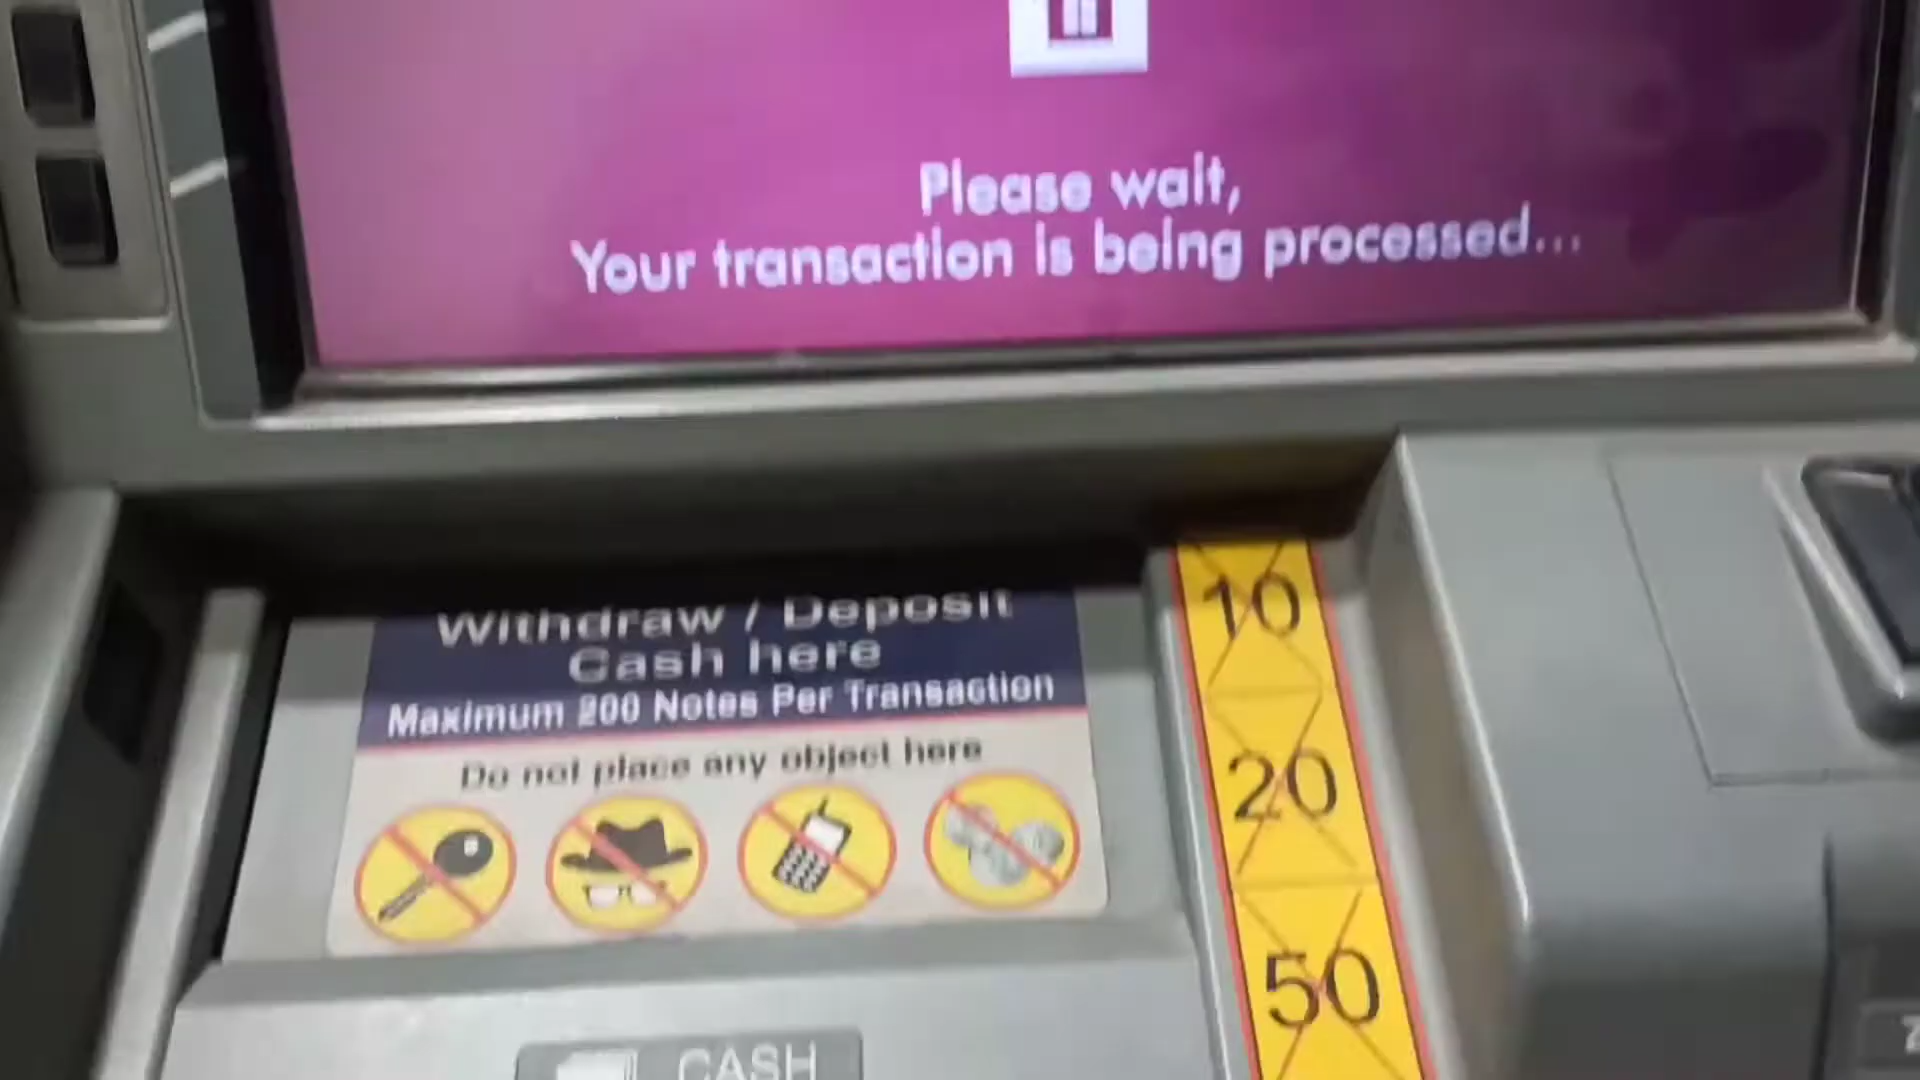 Please wait,
Your transaction is being processed...
Withdraw / Deposit
Cash here
Maximum 200 Notes Per Transaction
Do not place any object here
10
20
50
CASH